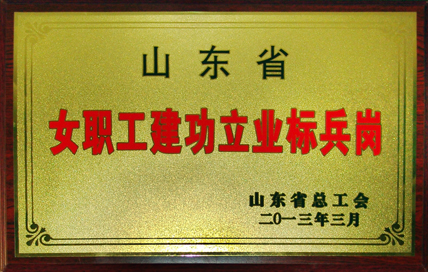 山东省
女职工建功立业标兵岗
山东省总工会
二〇一三年三月